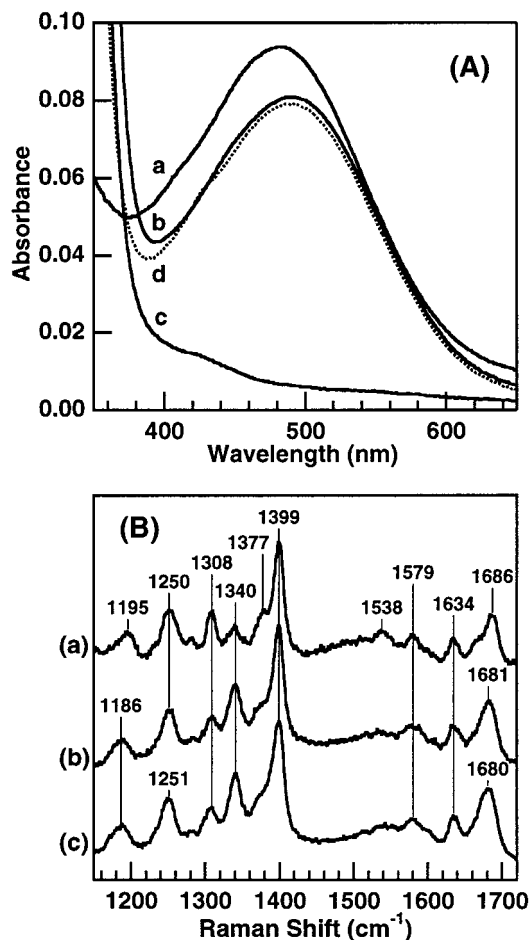 (A)
0.10
0.08
0.06
0.04
0.02
0.00
Absorbance
a
b
d
c
400 500 600
Wavelength (nm)
(B)
1399
1377
1308
1340
1250
1195
1538
1579
1634
1686
(a)
1186
1681
(b)
1251
1680
(c)
1200 1300 1400 1500 1600 1700
Raman Shift (cm⁻¹)